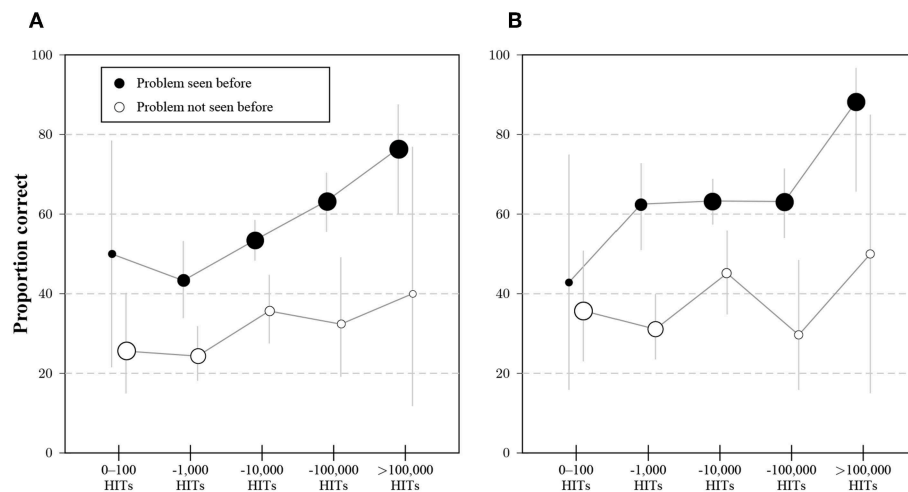 A
B
Proportion correct
100
80
60
40
20
0
Problem seen before
Problem not seen before
0–100 HITs
-1,000 HITs
-10,000 HITs
-100,000 HITs
>100,000 HITs
100
80
60
40
20
0
0–100 HITs
-1,000 HITs
-10,000 HITs
-100,000 HITs
>100,000 HITs